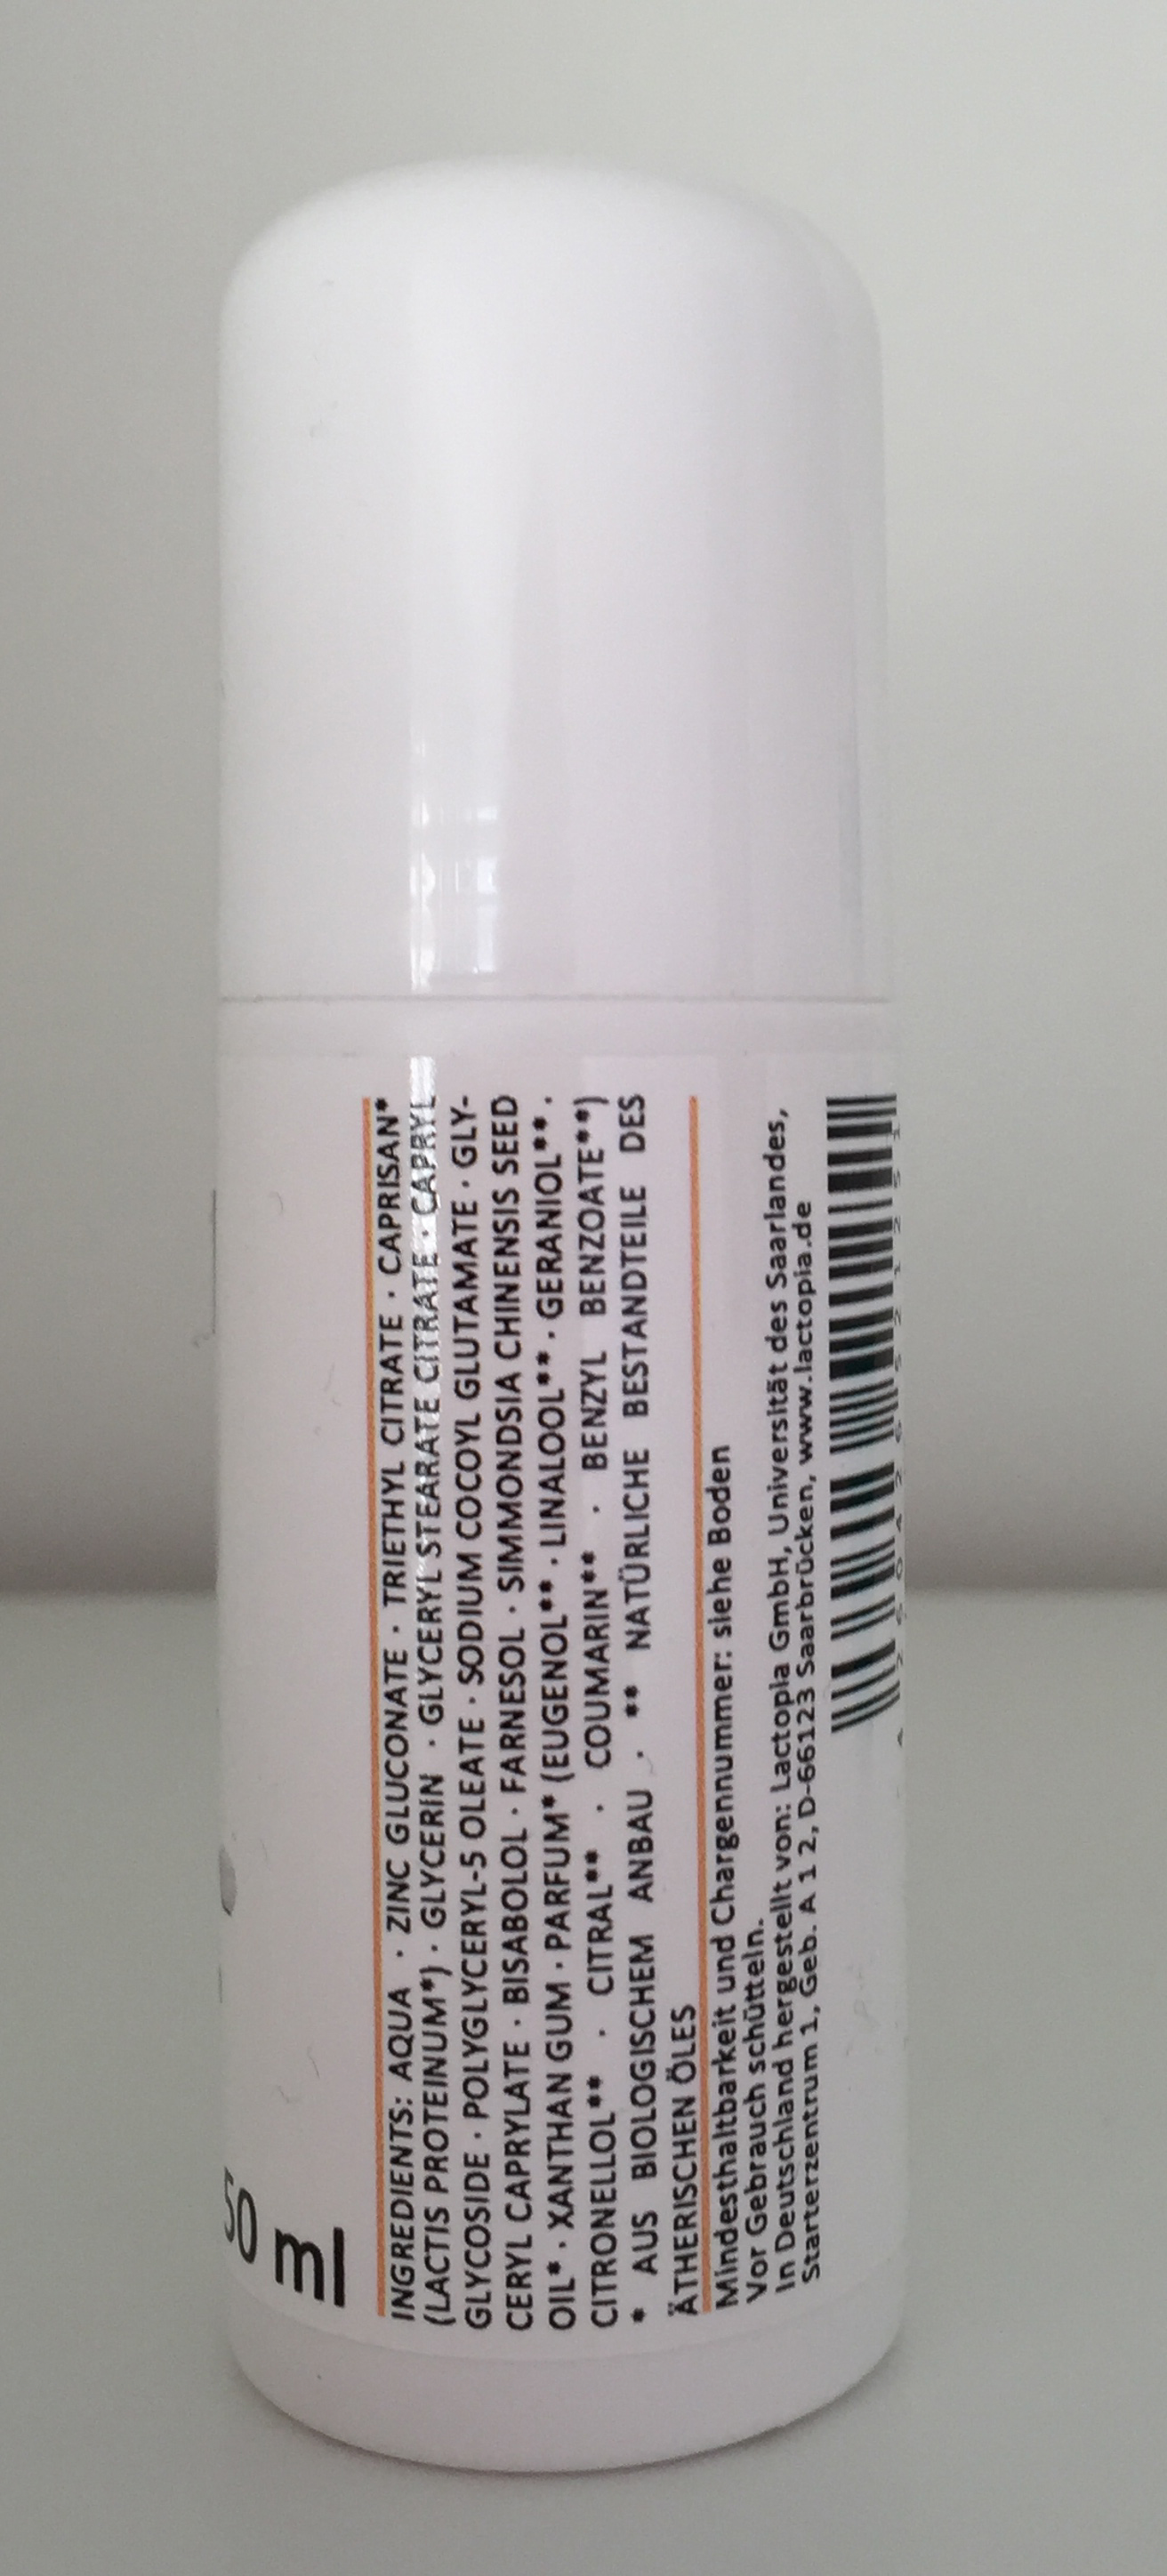 50 ml
INGREDIENTS: AQUA · ZINC GLUCONATE · TRIETHYL CITRATE · CAPRISAN*
(LACTIS PROTEINUM*) · GLYCERIN · GLYCERYL STEARATE CITRATE · CAPRYL
GLYCOSIDE · POLYGLYCERYL-5 OLEATE · SODIUM COCOYL GLUTAMATE · GLY-
CERYL CAPRYLATE · BISABOLOL · FARNESOL · SIMMONDSIA CHINENSIS SEED
OIL* · XANTHAN GUM · PARFUM* (EUGENOL** · LINALOOL** · GERANIOL** ·
CITRONELLOL** · CITRAL** · COUMARIN** · BENZYL BENZOATE**)
* AUS BIOLOGISCHEM ANBAU · ** NATÜRLICHE BESTANDTEILE DES
ÄTHERISCHEN ÖLES
Mindesthaltbarkeit und Chargennummer: siehe Boden
Vor Gebrauch schütteln.
In Deutschland hergestellt von: Lactopia GmbH, Universität des Saarlandes,
Starterzentrum 1, Geb. A 1 2, D-66123 Saarbrücken, www.lactopia.de